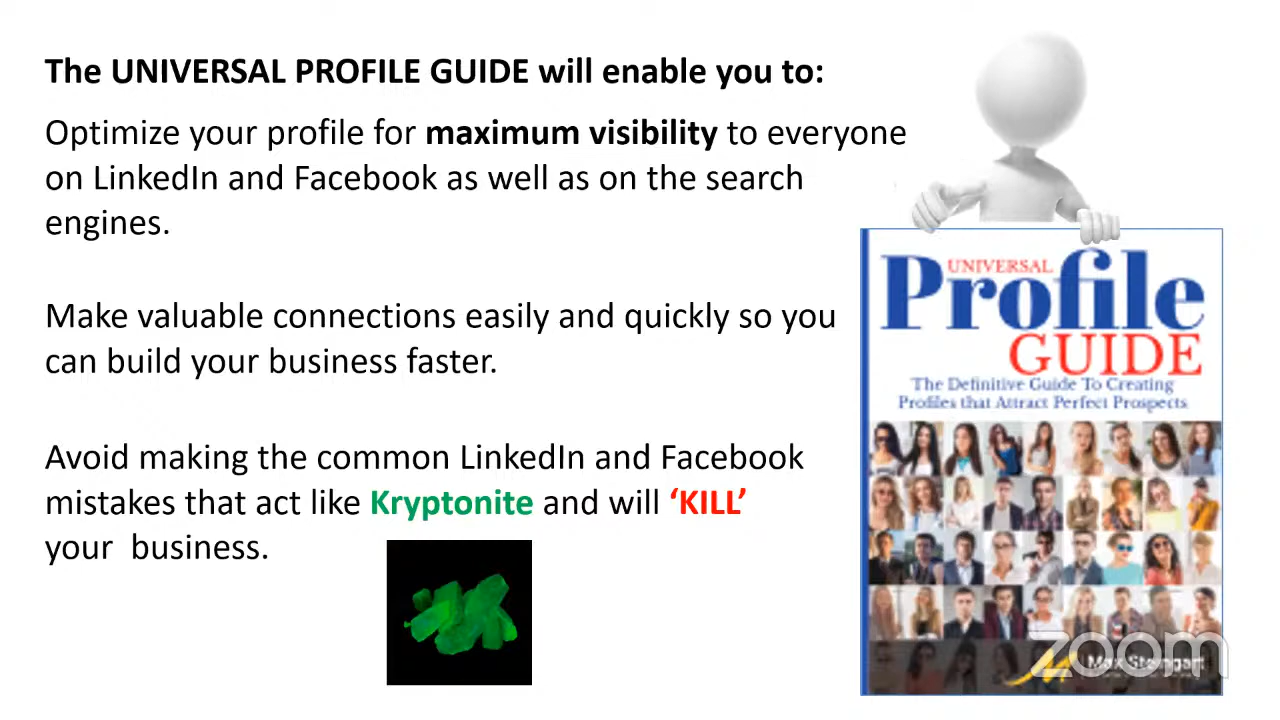 The UNIVERSAL PROFILE GUIDE will enable you to:
Optimize your profile for maximum visibility to everyone
on LinkedIn and Facebook as well as on the search
engines.
Make valuable connections easily and quickly so you
can build your business faster.
Avoid making the common LinkedIn and Facebook
mistakes that act like Kryptonite and will ‘KILL’
your  business.
UNIVERSAL
Profile
GUIDE
The Definitive Guide To Creating
Profiles that Attract Perfect Prospects
Max Steingart
zoom